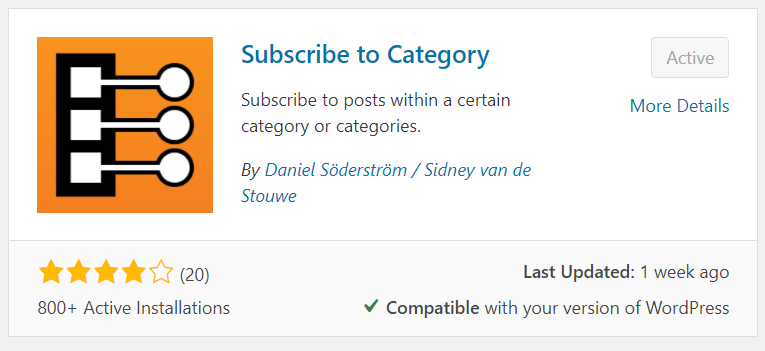 Subscribe to Category
Active
Subscribe to posts within a certain
category or categories.
More Details
By Daniel Söderström / Sidney van de
Stouwe
(20)
Last Updated: 1 week ago
800+ Active Installations
Compatible with your version of WordPress